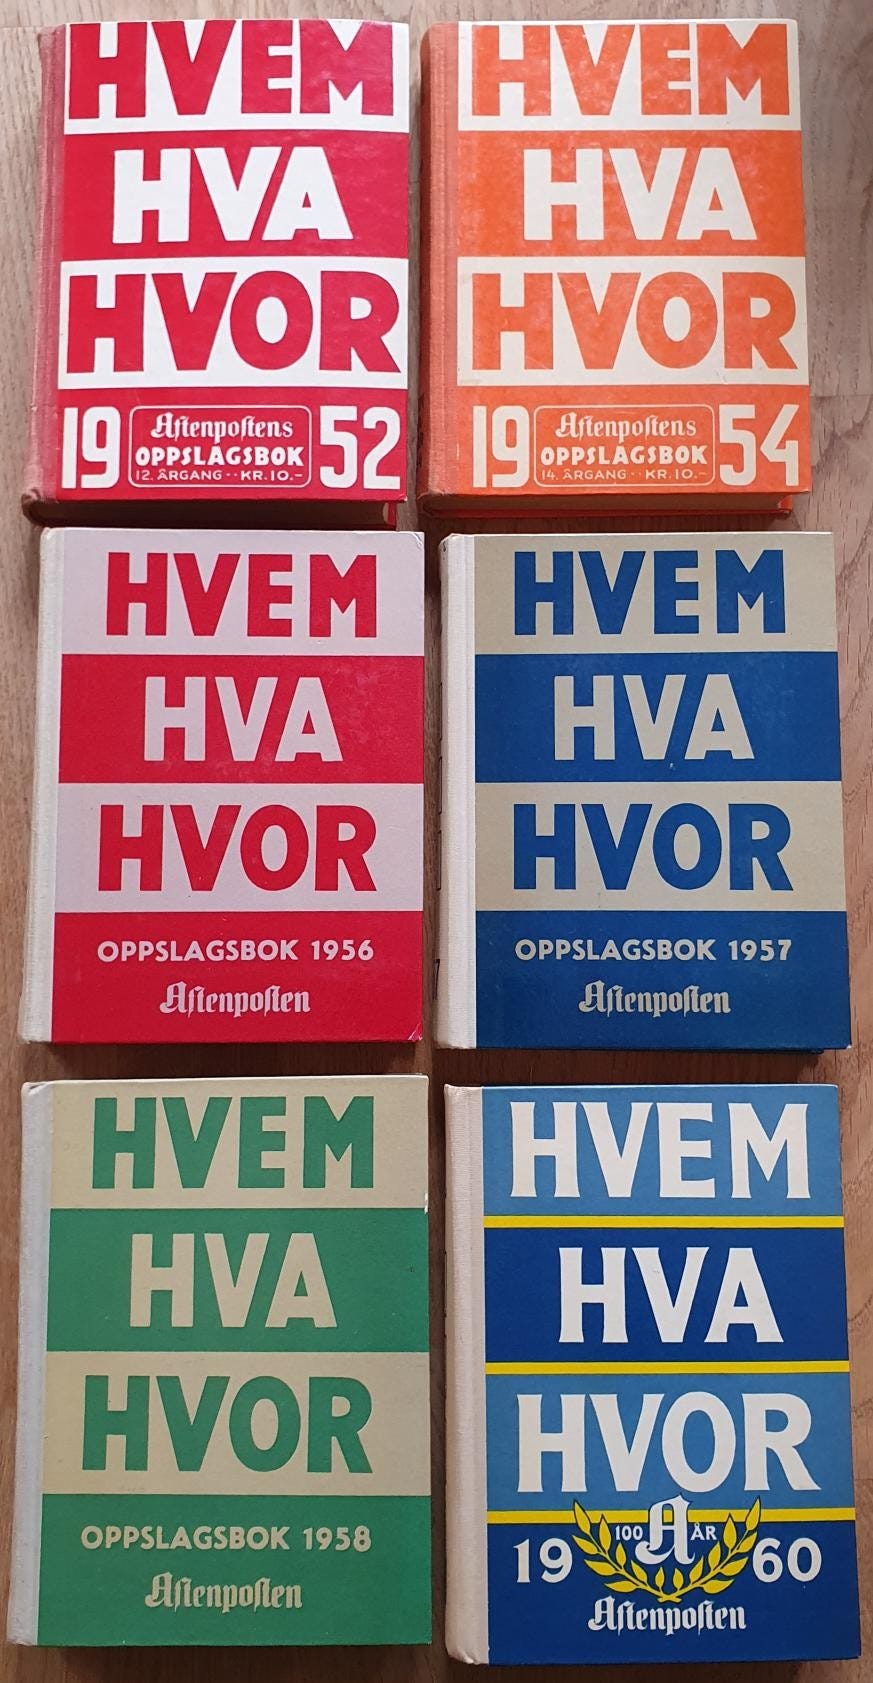 HVEM
HVA
HVOR
19 Aftenpostens 52
OPPSLAGSBOK
12. ÅRGANG -- KR. 10.-
HVEM
HVA
HVOR
19 Aftenpostens 54
OPPSLAGSBOK
14. ÅRGANG -- KR. 10.-
HVEM
HVA
HVOR
OPPSLAGSBOK 1956
Aftenposten
HVEM
HVA
HVOR
OPPSLAGSBOK 1957
Aftenposten
7
HVEM
HVA
HVOR
OPPSLAGSBOK 1958
Aftenposten
HVEM
HVA
HVOR
100 A ÅR
19 60
Aftenposten